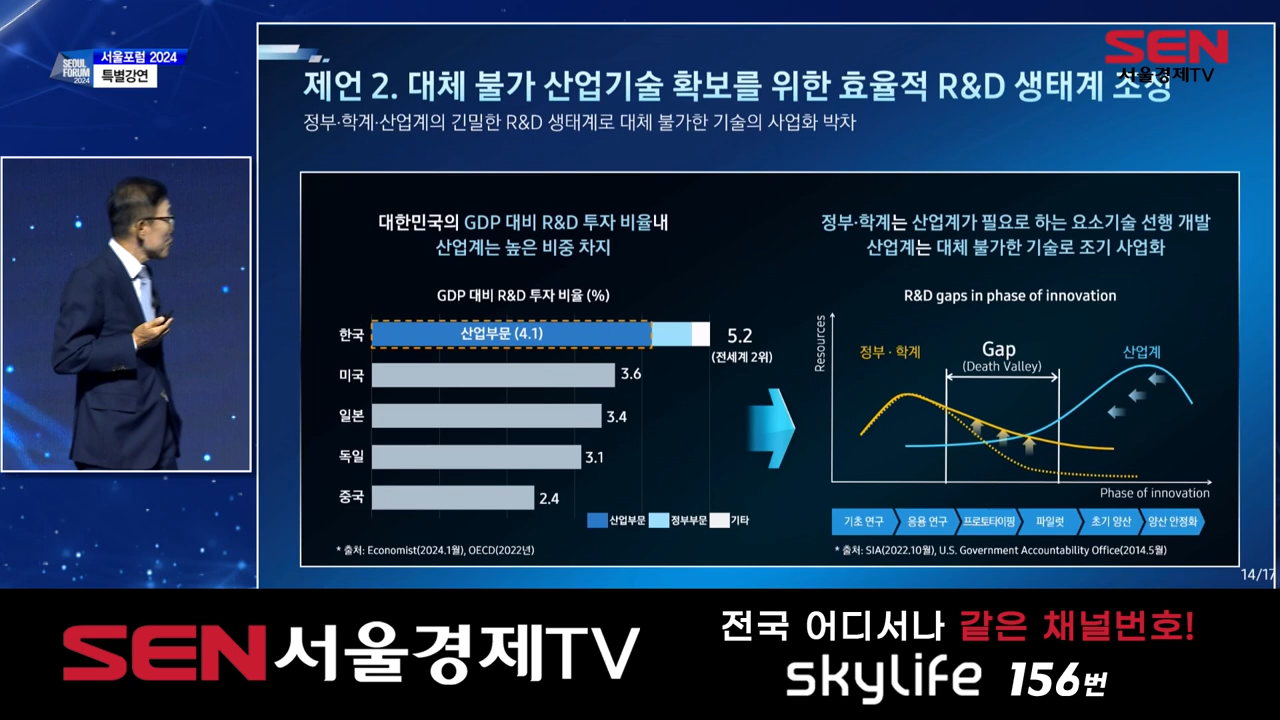 SEOUL
FORUM
2024
서울포럼 2024
특별강연
SEN
서울경제TV
제언 2. 대체 불가 산업기술 확보를 위한 효율적 R&D 생태계 조성
정부·학계·산업계의 긴밀한 R&D 생태계로 대체 불가한 기술의 사업화 박차
대한민국의 GDP 대비 R&D 투자 비율내
산업계는 높은 비중 차지
GDP 대비 R&D 투자 비율 (%)
한국
산업부문 (4.1)
5.2
(전세계 2위)
미국
3.6
일본
3.4
독일
3.1
중국
2.4
산업부문
정부부문
기타
* 출처: Economist(2024.1월), OECD(2022년)
정부·학계는 산업계가 필요로 하는 요소기술 선행 개발
산업계는 대체 불가한 기술로 조기 사업화
R&D gaps in phase of innovation
Resources
정부 · 학계
Gap
(Death Valley)
산업계
Phase of innovation
기초 연구
응용 연구
프로토타이핑
파일럿
초기 양산
양산 안정화
* 출처: SIA(2022.10월), U.S. Government Accountability Office(2014.5월)
14/17
SEN서울경제TV
전국 어디서나 같은 채널번호!
skylife 156번